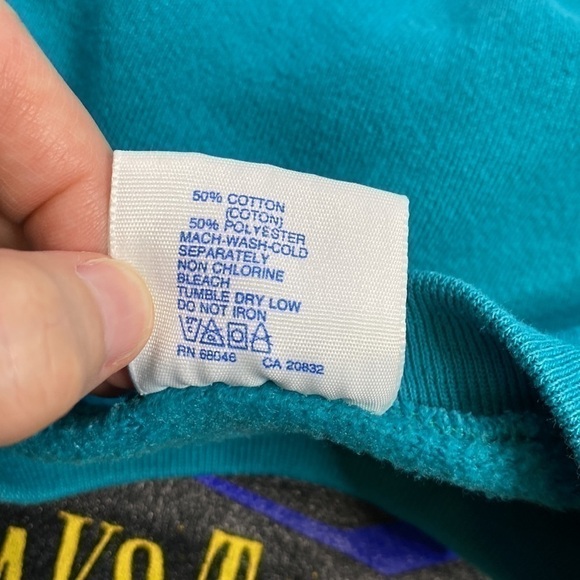 50% COTTON
(COTON)
50% POLYESTER
MACH-WASH-COLD
SEPARATELY
NON CHLORINE
BLEACH
TUMBLE DRY LOW
DO NOT IRON
RN 68046 CA 20832